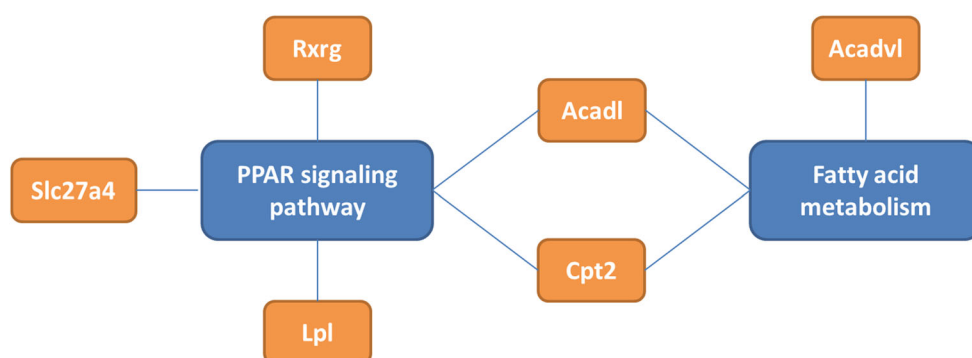 Rxrg
Acadvl
Acadl
Slc27a4
PPAR signaling
pathway
Fatty acid
metabolism
Cpt2
Lpl